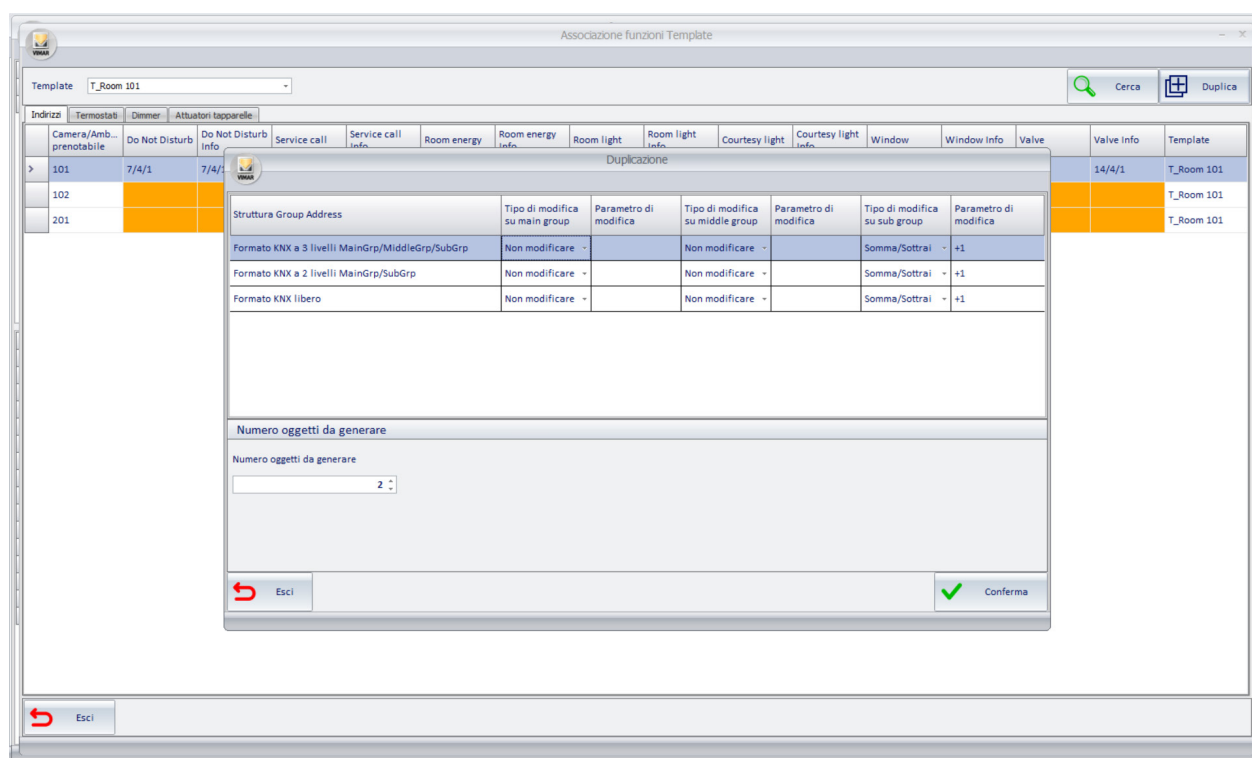 Associazione funzioni Template
VIMAR
Template T_Room 101
Cerca Duplica
Indirizzi Termostati Dimmer Attuatori tapparelle
Camera/Amb... prenotabile Do Not Disturb Do Not Disturb Info Service call Service call Info Room energy Room energy Info Room light Room light Info Courtesy light Courtesy light Info Window Window Info Valve Valve Info Template
101 7/4/1 14/4/1 T_Room 101
102 T_Room 101
201 T_Room 101
Duplicazione
VIMAR
Struttura Group Address Tipo di modifica su main group Parametro di modifica Tipo di modifica su middle group Parametro di modifica Tipo di modifica su sub group Parametro di modifica
Formato KNX a 3 livelli MainGrp/MiddleGrp/SubGrp Non modificare Non modificare Somma/Sottrai +1
Formato KNX a 2 livelli MainGrp/SubGrp Non modificare Non modificare Somma/Sottrai +1
Formato KNX libero Non modificare Non modificare Somma/Sottrai +1
Numero oggetti da generare
Numero oggetti da generare
2
Esci Conferma
Esci